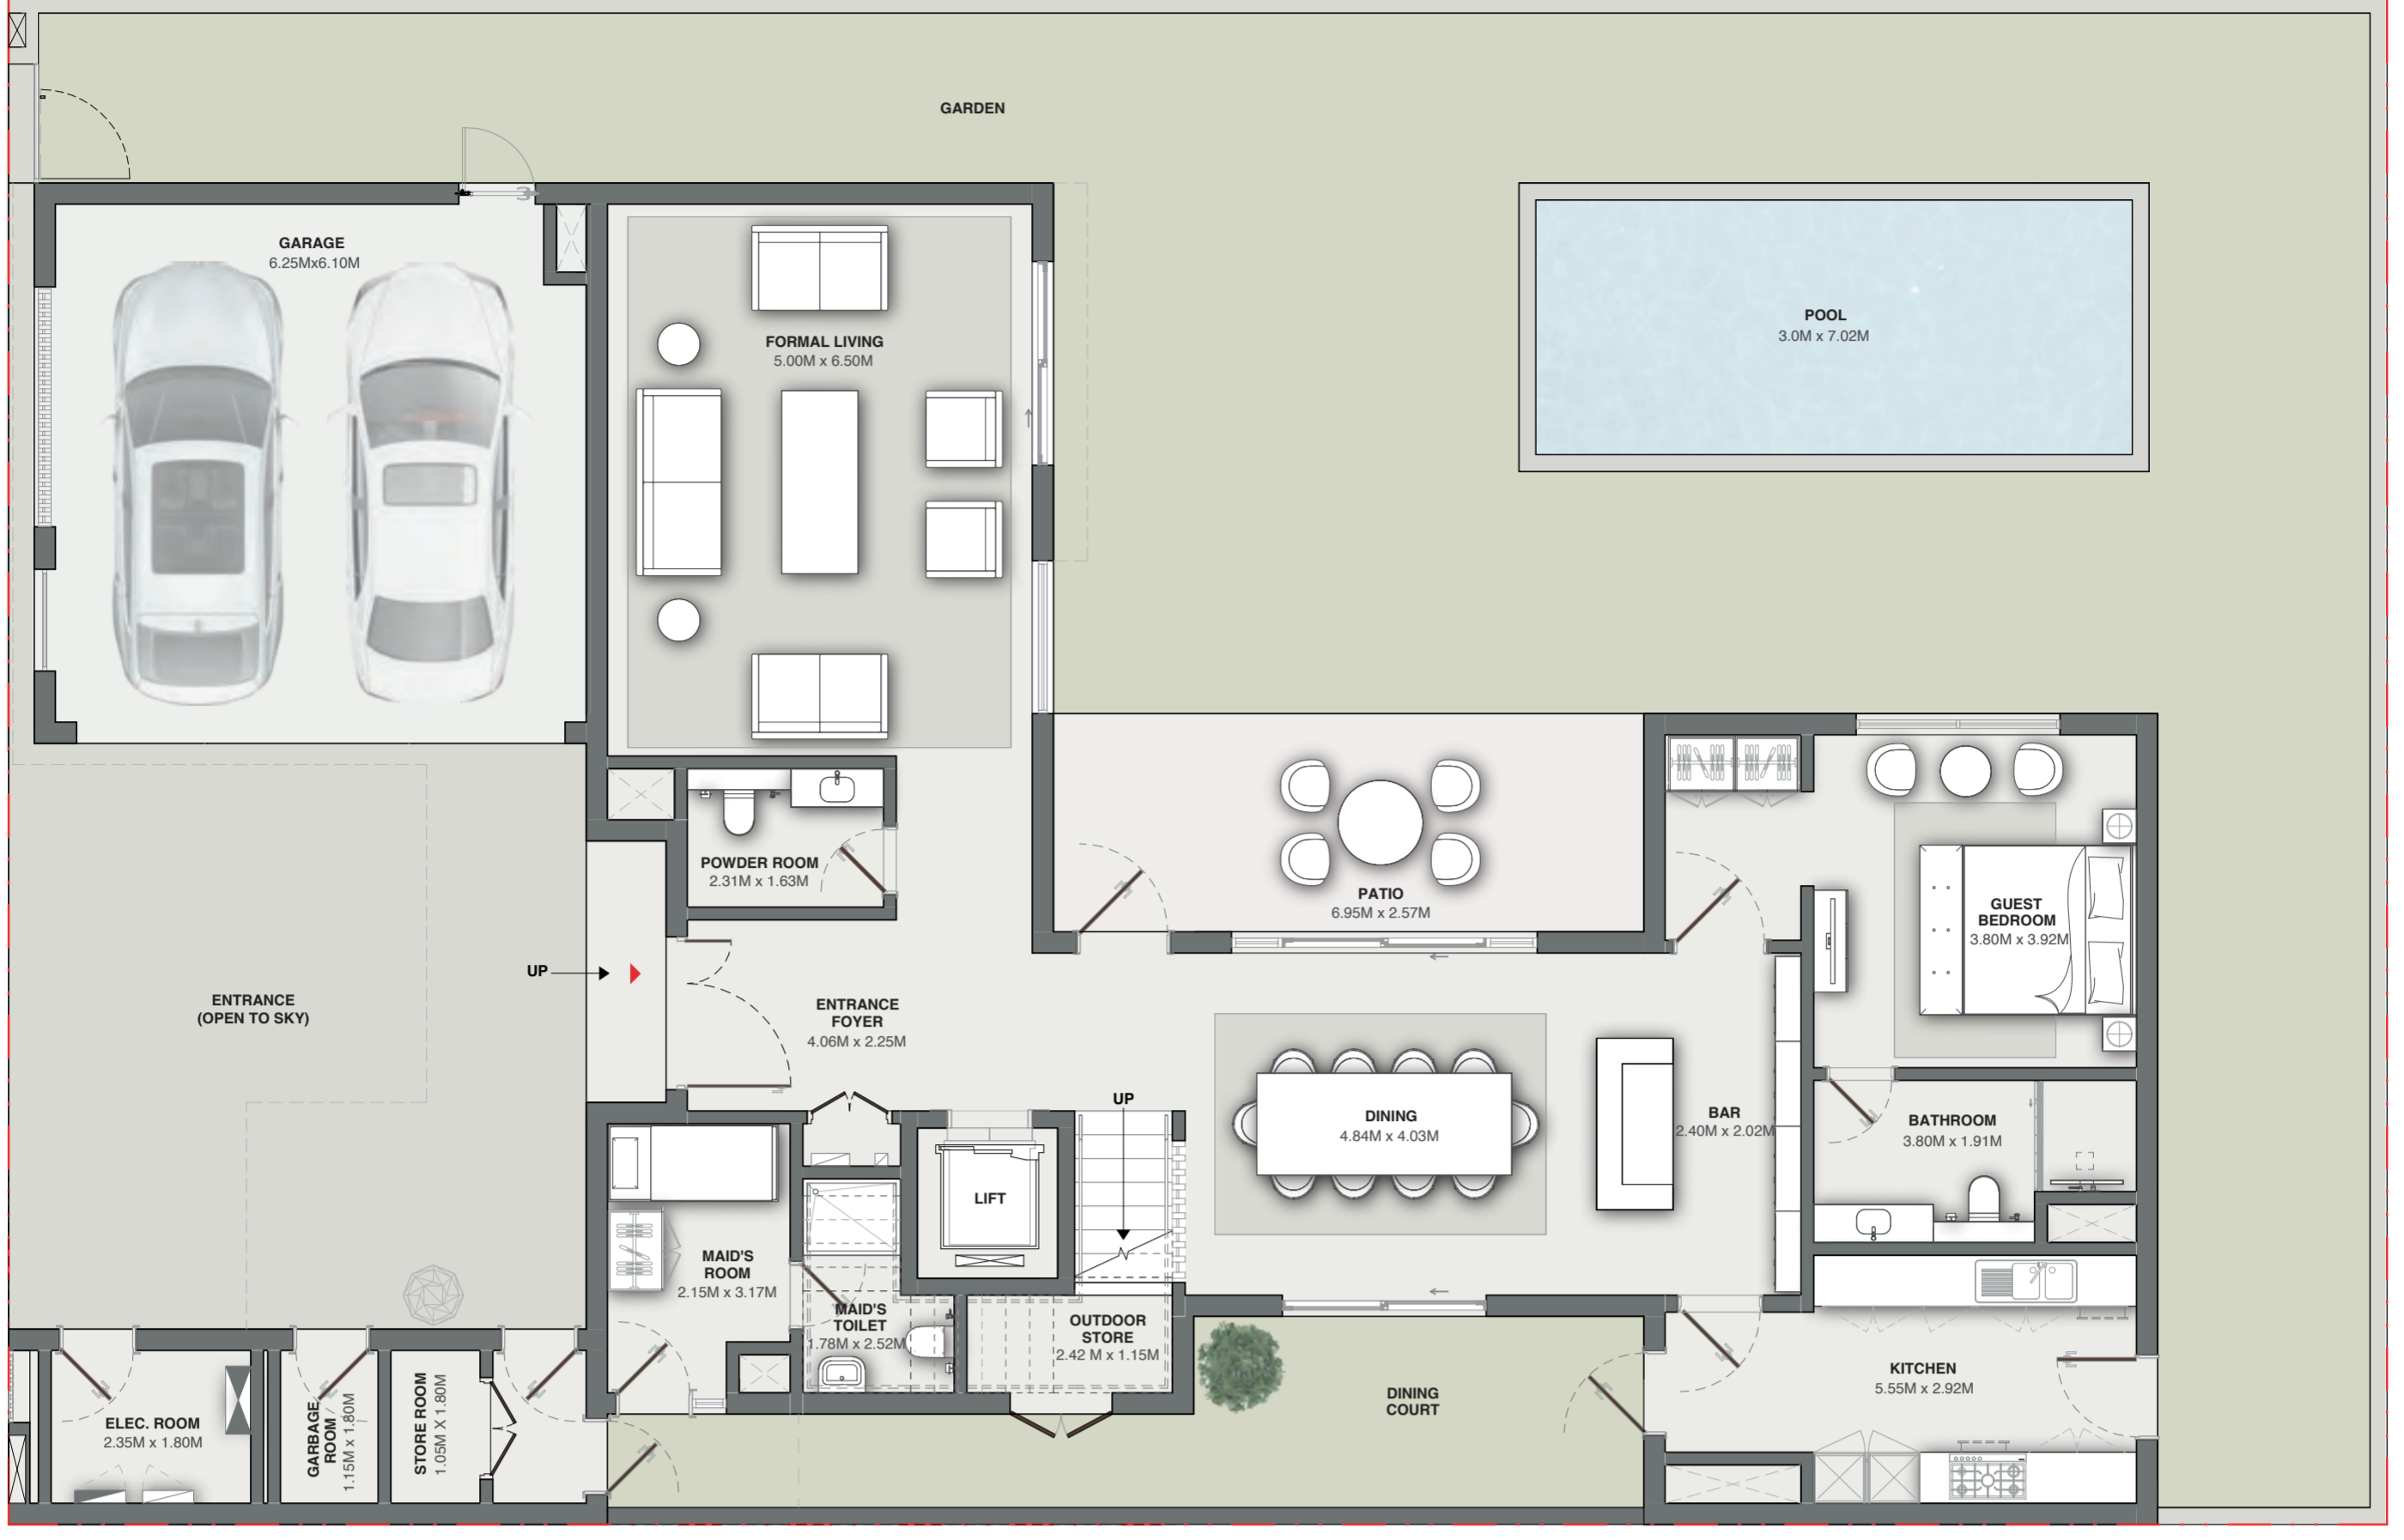 GARDEN
GARAGE
6.25Mx6.10M
FORMAL LIVING
5.00M x 6.50M
POOL
3.0M x 7.02M
POWDER ROOM
2.31M x 1.63M
PATIO
6.95M x 2.57M
GUEST
BEDROOM
3.80M x 3.92M
UP
ENTRANCE
(OPEN TO SKY)
ENTRANCE
FOYER
4.06M x 2.25M
UP
DINING
4.84M x 4.03M
BAR
2.40M x 2.02M
BATHROOM
3.80M x 1.91M
LIFT
MAID'S
ROOM
2.15M x 3.17M
MAID'S
TOILET
1.78M x 2.52M
OUTDOOR
STORE
2.42 M x 1.15M
KITCHEN
5.55M x 2.92M
DINING
COURT
ELEC. ROOM
2.35M x 1.80M
GARBAGE
ROOM
1.15M x 1.80M
STORE ROOM
1.05M X 1.80M